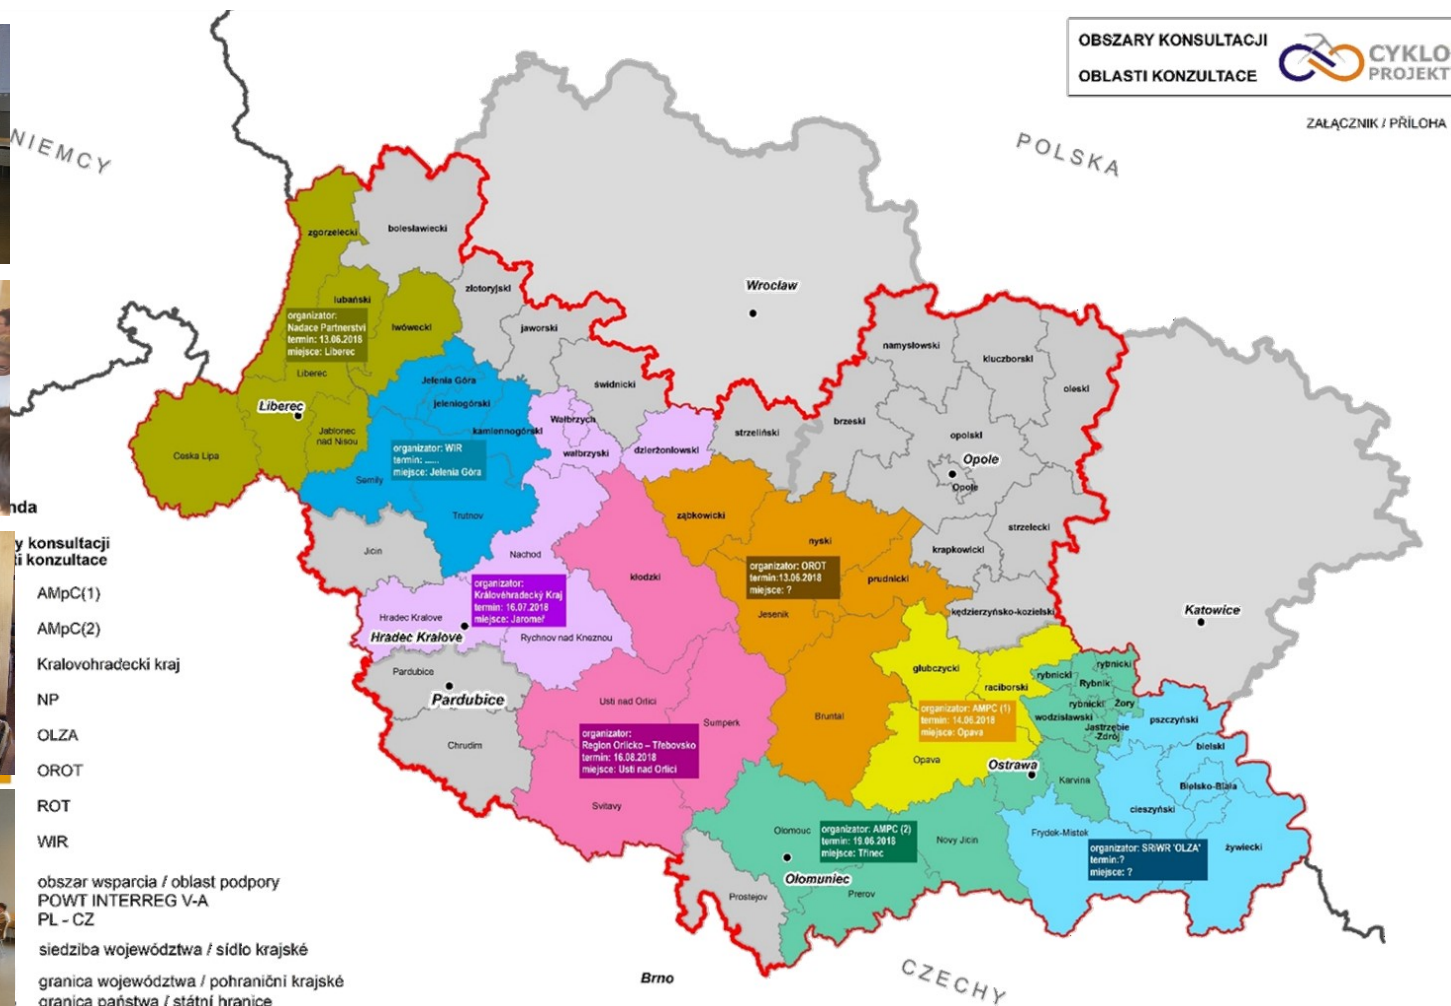 OBSZARY KONSULTACJI
OBLASTI KONZULTACE
CYKLO
PROJEKT
ZAŁĄCZNIK / PŘÍLOHA
NIEMCY
POLSKA
zgorzelecki
bolesławiecki
lubański
lwówecki
złotoryjski
jaworski
świdnicki
Wrocław
namysłowski
kluczborski
oleski
organizator:
Nadace Partnerství
termin: 13.06.2018
miejsce: Liberec
Liberec
Liberec
Jablonec
nad Nisou
Ceska Lipa
Jelenia Góra
jeleniogórski
kamiennogórski
organizator: WIR
termin: ......
miejsce: Jelenia Góra
Semily
Trutnov
Wałbrzych
wałbrzyski
dzierżoniowski
strzeliński
brzeski
opolski
Opole
Opole
strzelecki
krapkowicki
kędzierzyńsko-kozielski
Katowice
Jicin
Nachod
kłodzki
ząbkowicki
nyski
prudnicki
organizator: OROT
termin:13.06.2018
miejsce: ?
Jesenik
organizator:
Královéhradecký Kraj
termin: 16.07.2018
miejsce: Jaroměř
Hradec Kralove
Hradec Kralove
Rychnov nad Kneznou
Pardubice
Pardubice
Chrudim
Usti nad Orlici
Sumperk
organizator:
Region Orlicko – Třebovsko
termin: 16.08.2018
miejsce: Usti nad Orlici
Svitavy
Bruntal
głubczycki
raciborski
organizator: AMPC (1)
termin: 14.06.2018
miejsce: Opava
Opava
Ostrawa
rybnicki
rybnicki
Rybnik
rybnicki
Żory
wodzisławski
Jastrzębie
-Zdrój
Karvina
pszczyński
bielski
Bielsko-Biała
cieszyński
żywiecki
Frydek-Mistek
organizator: SRiWR 'OLZA'
termin:?
miejsce: ?
Olomouc
organizator: AMPC (2)
termin: 19.06.2018
miejsce: Třinec
Novy Jicin
Ołomuniec
Prerov
Prostejov
Brno
CZECHY
nda
y konsultacji
ti konzultace
AMpC(1)
AMpC(2)
Kralovohradecki kraj
NP
OLZA
OROT
ROT
WIR
obszar wsparcia / oblast podpory
POWT INTERREG V-A
PL - CZ
siedziba województwa / sídlo krajské
granica województwa / pohraniční krajské
granica państwa / státní hranice